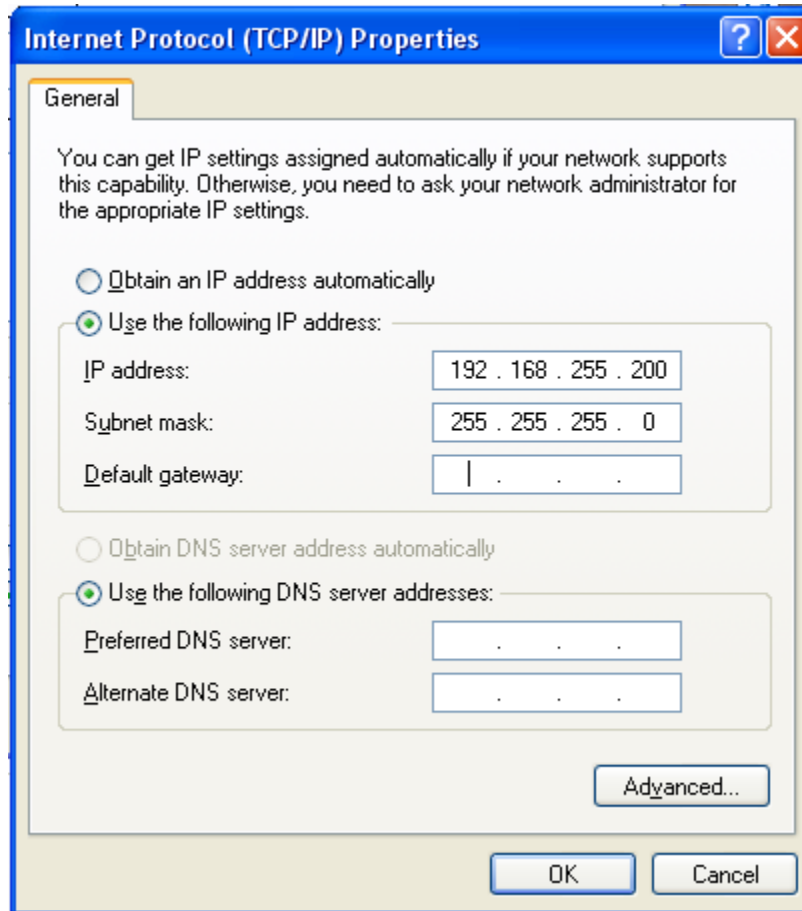 Internet Protocol (TCP/IP) Properties
General
You can get IP settings assigned automatically if your network supports
this capability. Otherwise, you need to ask your network administrator for
the appropriate IP settings.
Obtain an IP address automatically
Use the following IP address:
IP address: 192 . 168 . 255 . 200
Subnet mask: 255 . 255 . 255 . 0
Default gateway: . . .
Obtain DNS server address automatically
Use the following DNS server addresses:
Preferred DNS server: . . .
Alternate DNS server: . . .
Advanced...
OK Cancel